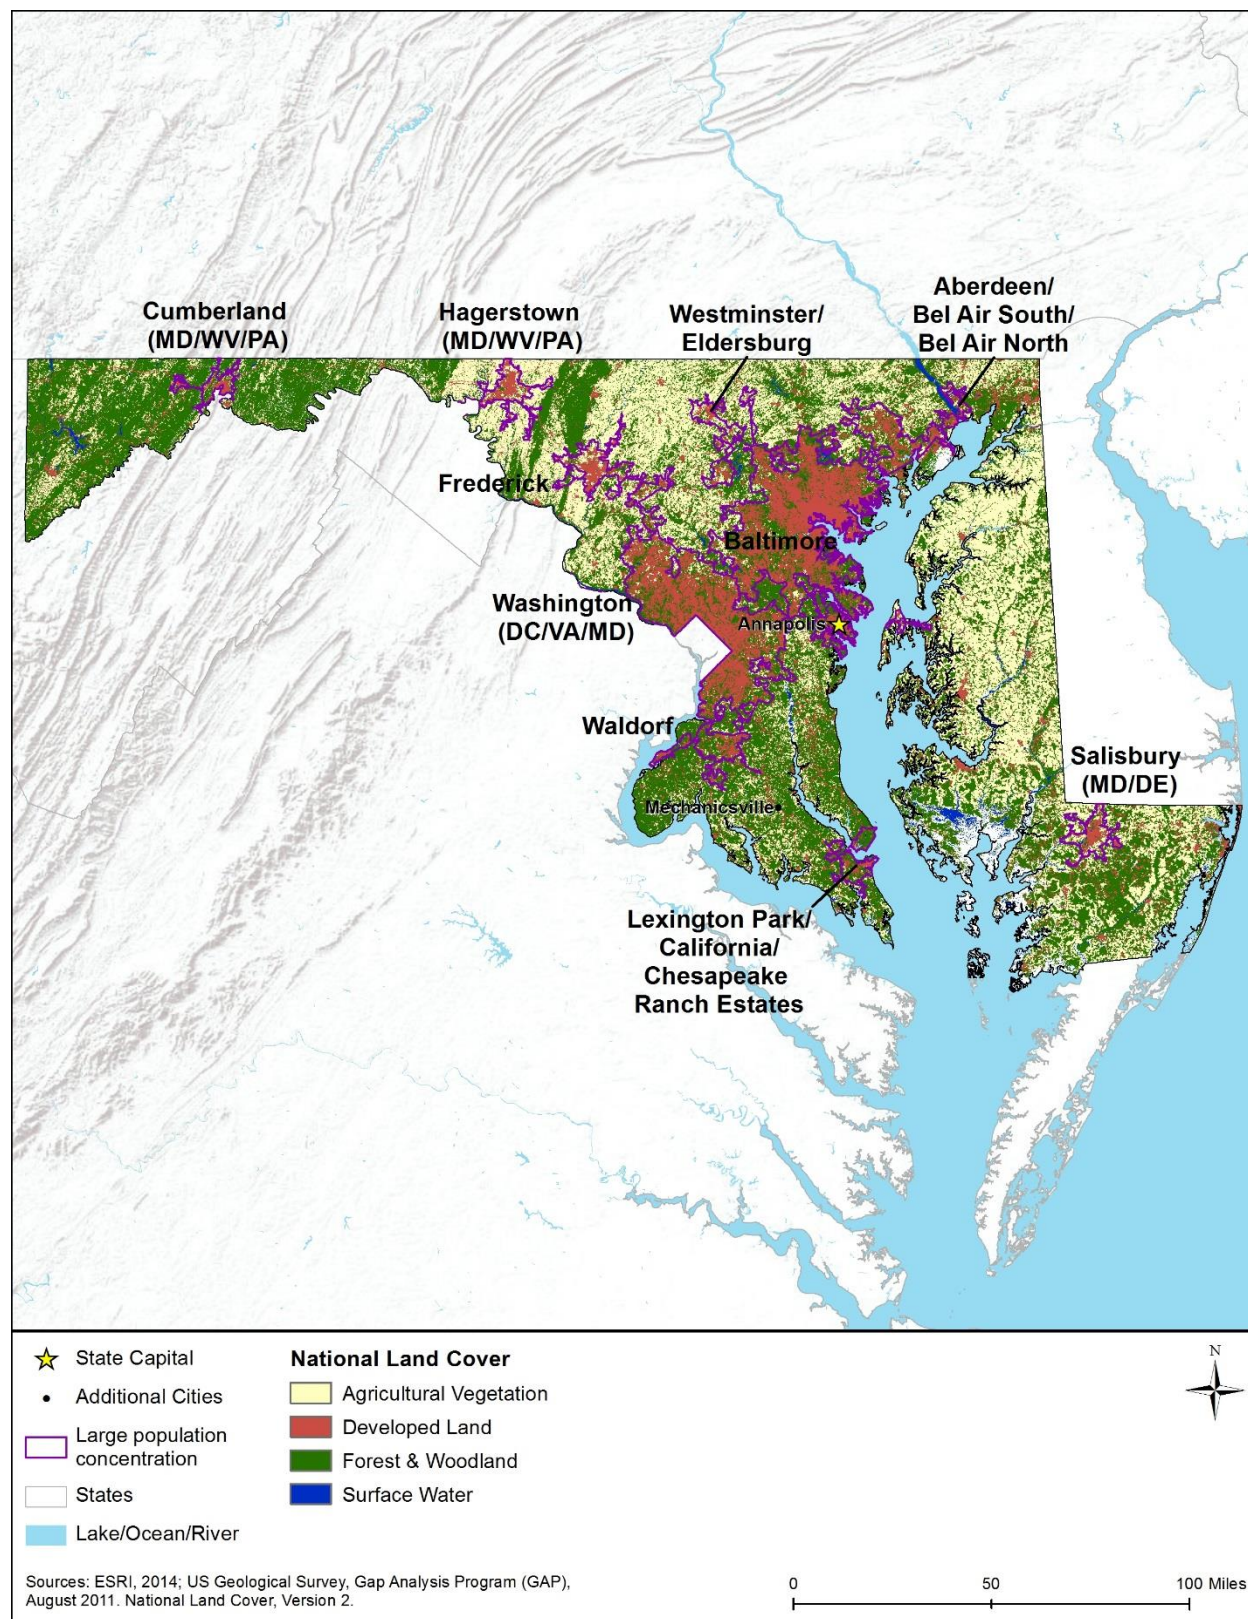 Cumberland
(MD/WV/PA)
Hagerstown
(MD/WV/PA)
Westminster/
Eldersburg
Aberdeen/
Bel Air South/
Bel Air North
Frederick
Baltimore
Washington
(DC/VA/MD)
Annapolis
Waldorf
Salisbury
(MD/DE)
Mechanicsville
Lexington Park/
California/
Chesapeake
Ranch Estates
State Capital
Additional Cities
Large population
concentration
States
Lake/Ocean/River
National Land Cover
Agricultural Vegetation
Developed Land
Forest & Woodland
Surface Water
N
Sources: ESRI, 2014; US Geological Survey, Gap Analysis Program (GAP),
August 2011. National Land Cover, Version 2.
0 50 100 Miles